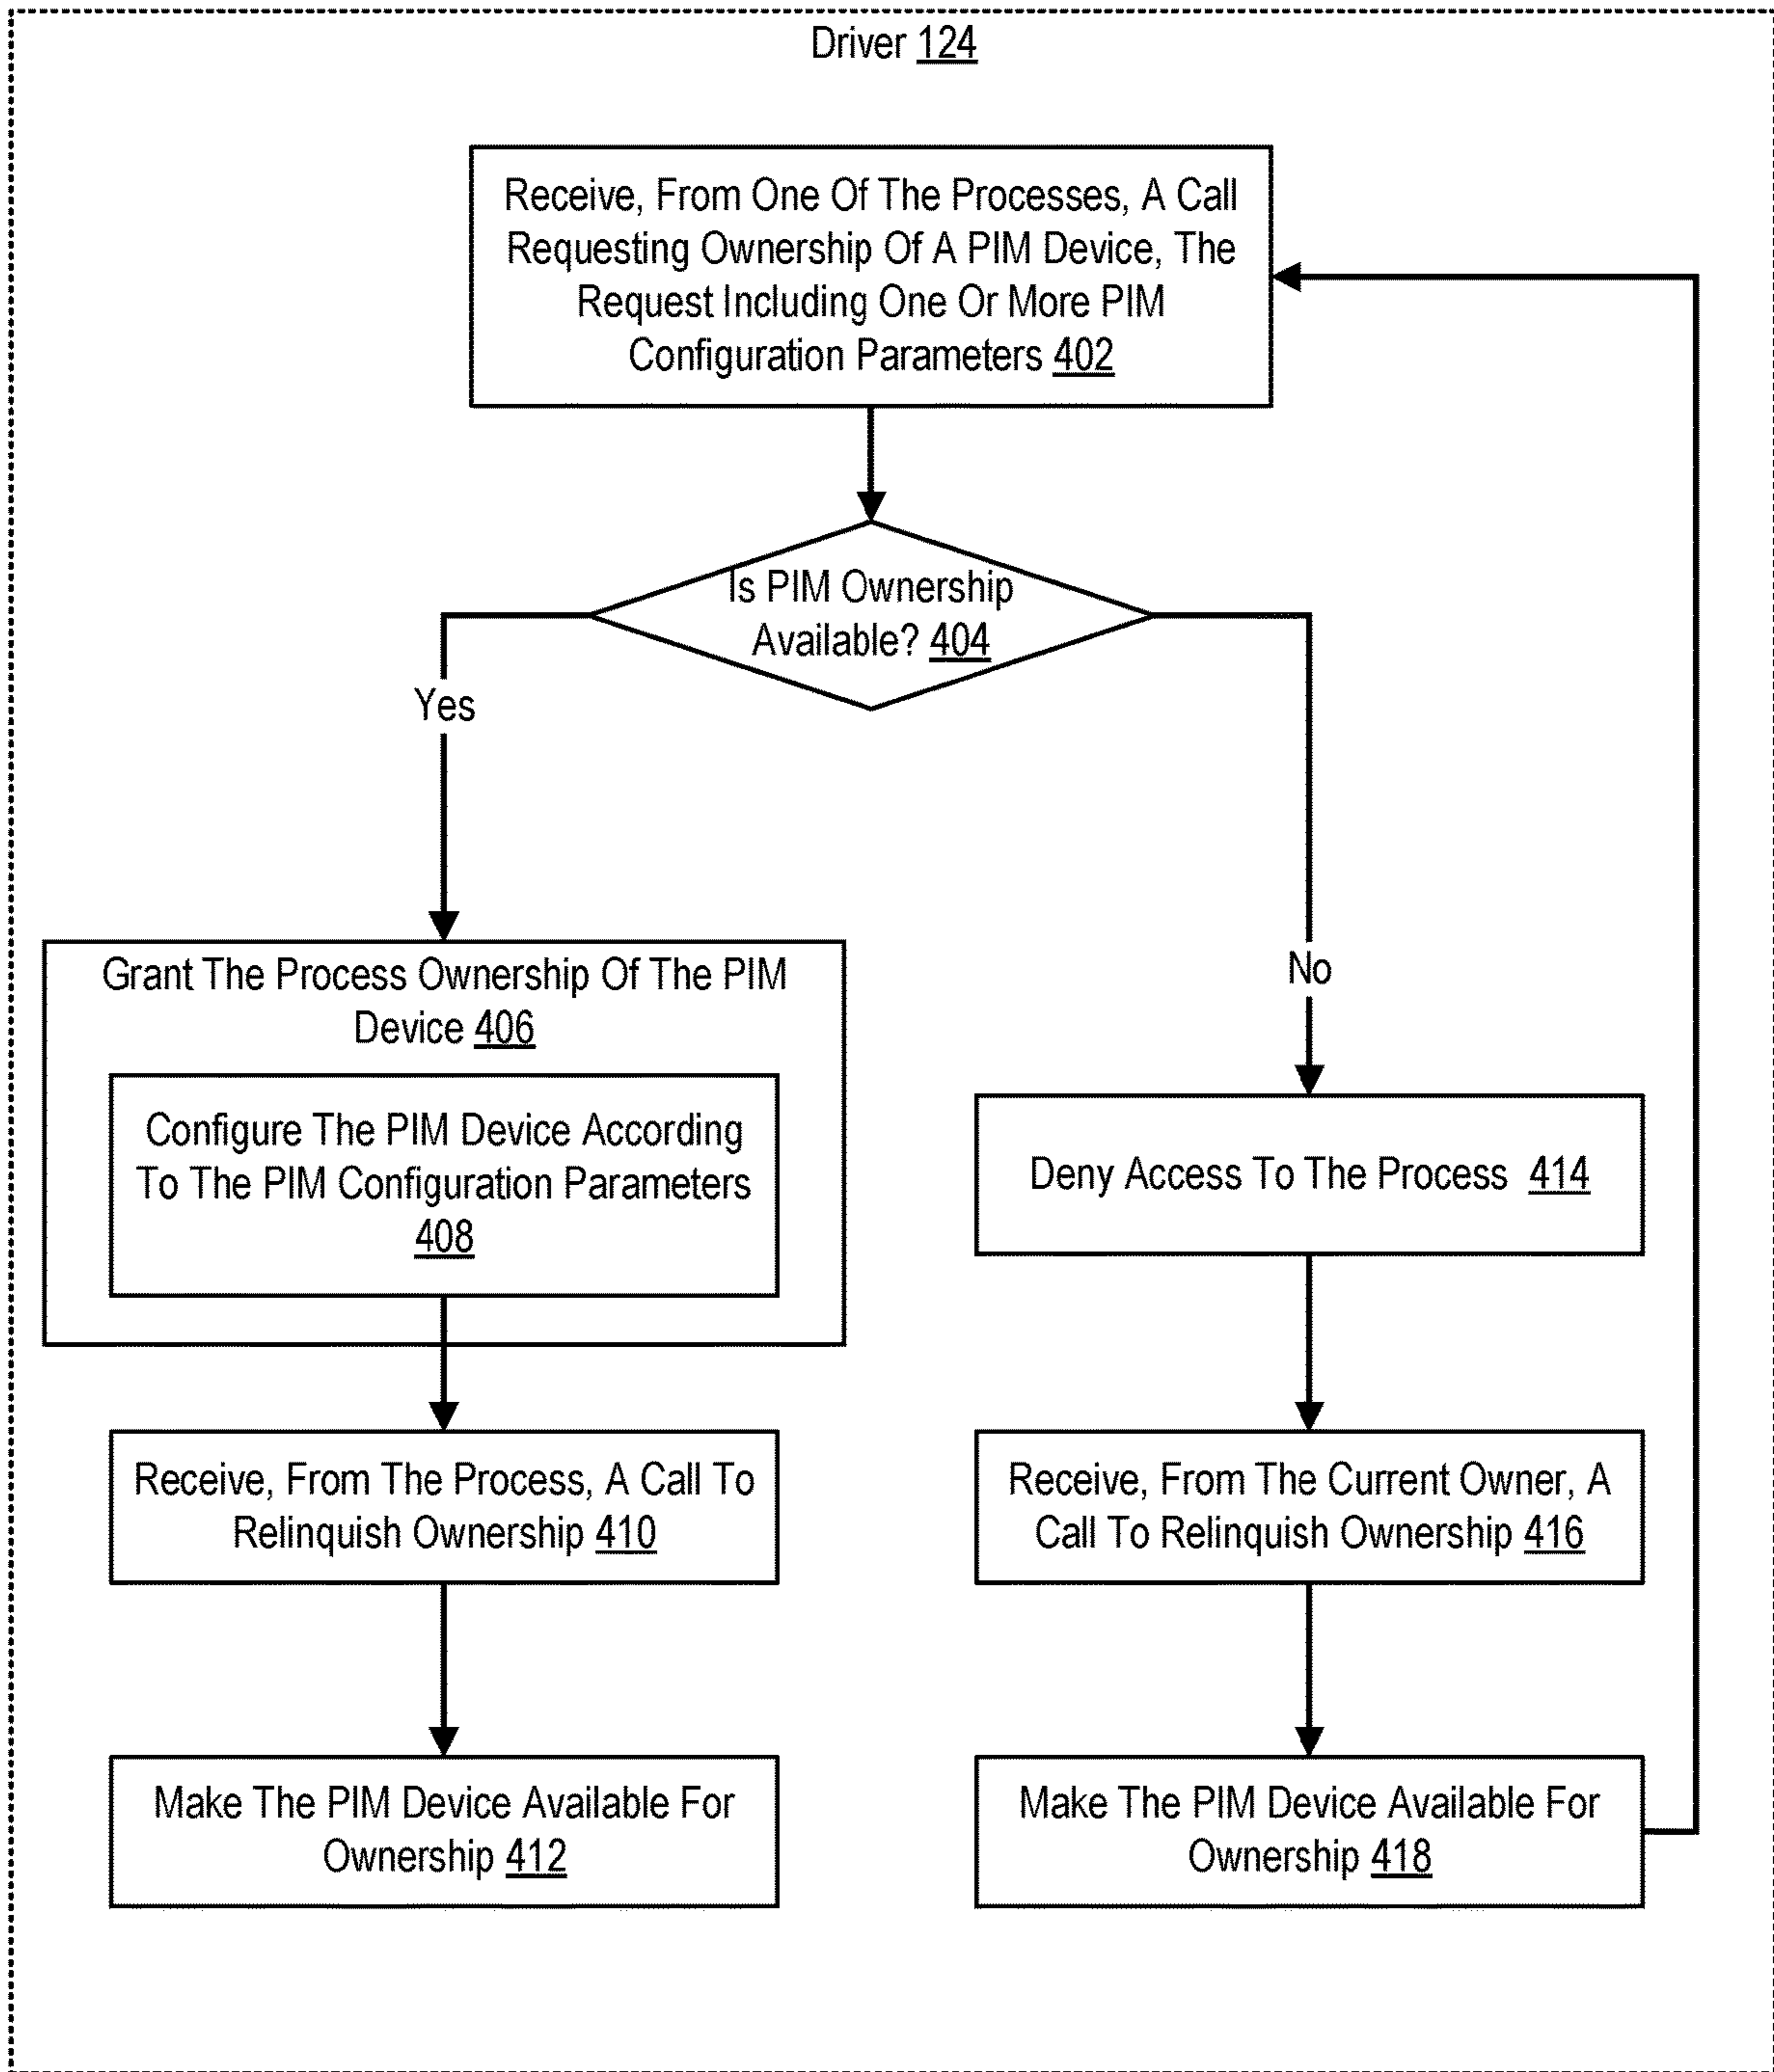 Driver 124
Receive, From One Of The Processes, A Call
Requesting Ownership Of A PIM Device, The
Request Including One Or More PIM
Configuration Parameters 402
Is PIM Ownership
Available? 404
Yes
No
Grant The Process Ownership Of The PIM
Device 406
Configure The PIM Device According
To The PIM Configuration Parameters
408
Deny Access To The Process 414
Receive, From The Process, A Call To
Relinquish Ownership 410
Receive, From The Current Owner, A
Call To Relinquish Ownership 416
Make The PIM Device Available For
Ownership 412
Make The PIM Device Available For
Ownership 418